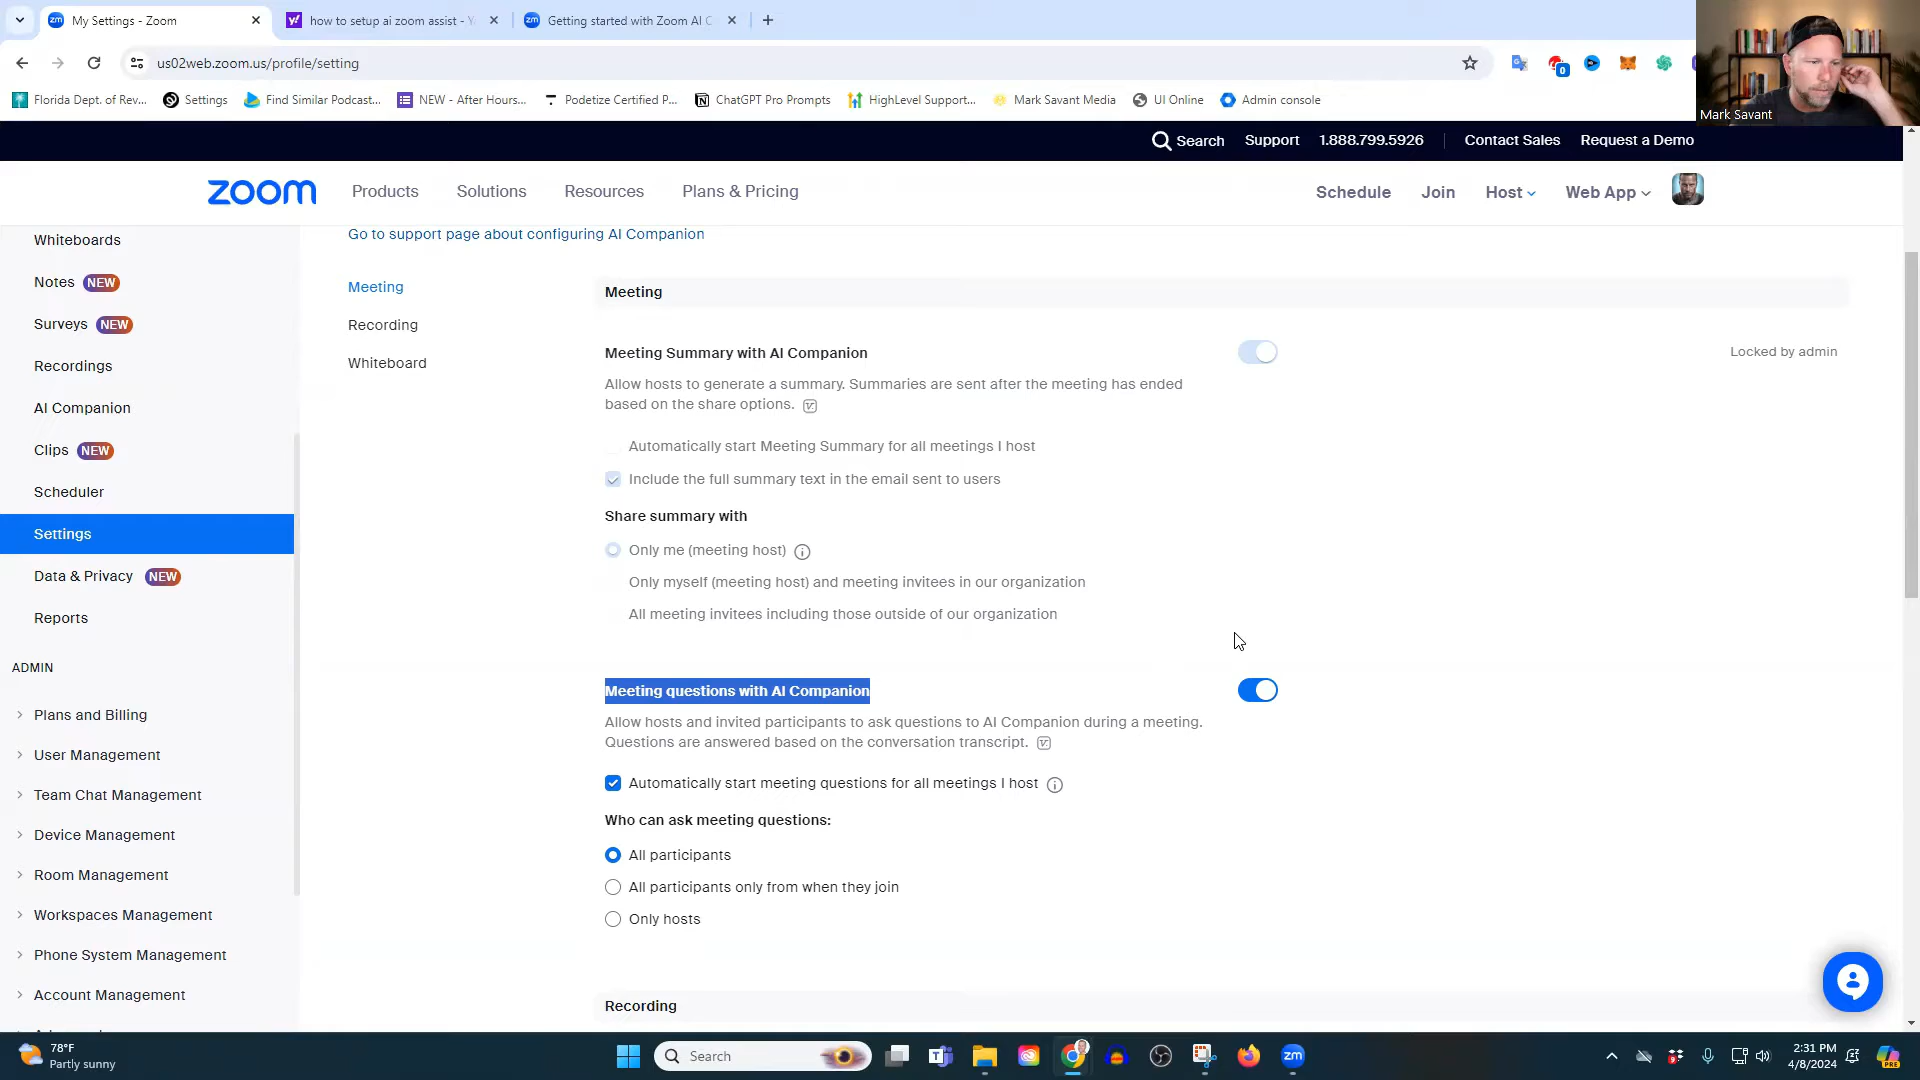 My Settings - Zoom
how to setup ai zoom assist - Y
Getting started with Zoom AI C
us02web.zoom.us/profile/setting
0
Florida Dept. of Rev...
Settings
Find Similar Podcast...
NEW - After Hours...
Podetize Certified P...
ChatGPT Pro Prompts
HighLevel Support...
Mark Savant Media
UI Online
Admin console
Mark Savant
Search
Support
1.888.799.5926
Contact Sales
Request a Demo
zoom
Products
Solutions
Resources
Plans & Pricing
Schedule
Join
Host
Web App
Whiteboards
Notes NEW
Surveys NEW
Recordings
AI Companion
Clips NEW
Scheduler
Settings
Data & Privacy NEW
Reports
ADMIN
Plans and Billing
User Management
Team Chat Management
Device Management
Room Management
Workspaces Management
Phone System Management
Account Management
Go to support page about configuring AI Companion
Meeting
Recording
Whiteboard
Meeting
Meeting Summary with AI Companion
Locked by admin
Allow hosts to generate a summary. Summaries are sent after the meeting has ended
based on the share options.
Automatically start Meeting Summary for all meetings I host
Include the full summary text in the email sent to users
Share summary with
Only me (meeting host)
Only myself (meeting host) and meeting invitees in our organization
All meeting invitees including those outside of our organization
Meeting questions with AI Companion
Allow hosts and invited participants to ask questions to AI Companion during a meeting.
Questions are answered based on the conversation transcript.
Automatically start meeting questions for all meetings I host
Who can ask meeting questions:
All participants
All participants only from when they join
Only hosts
Recording
78°F
Partly sunny
Search
zm
2:31 PM
4/8/2024